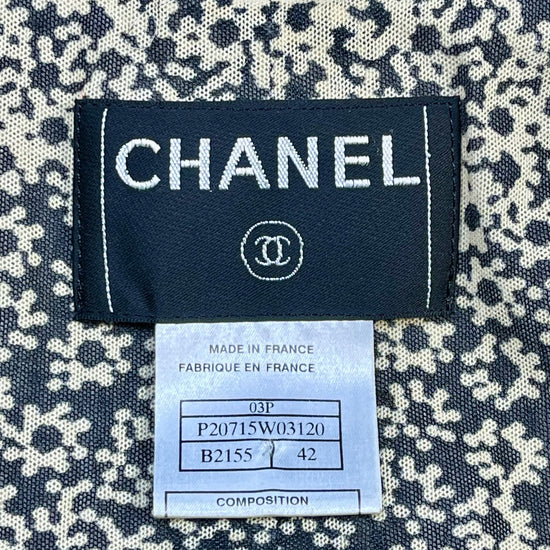 CHANEL
MADE IN FRANCE
FABRIQUE EN FRANCE
03P
P20715W03120
B2155 42
COMPOSITION